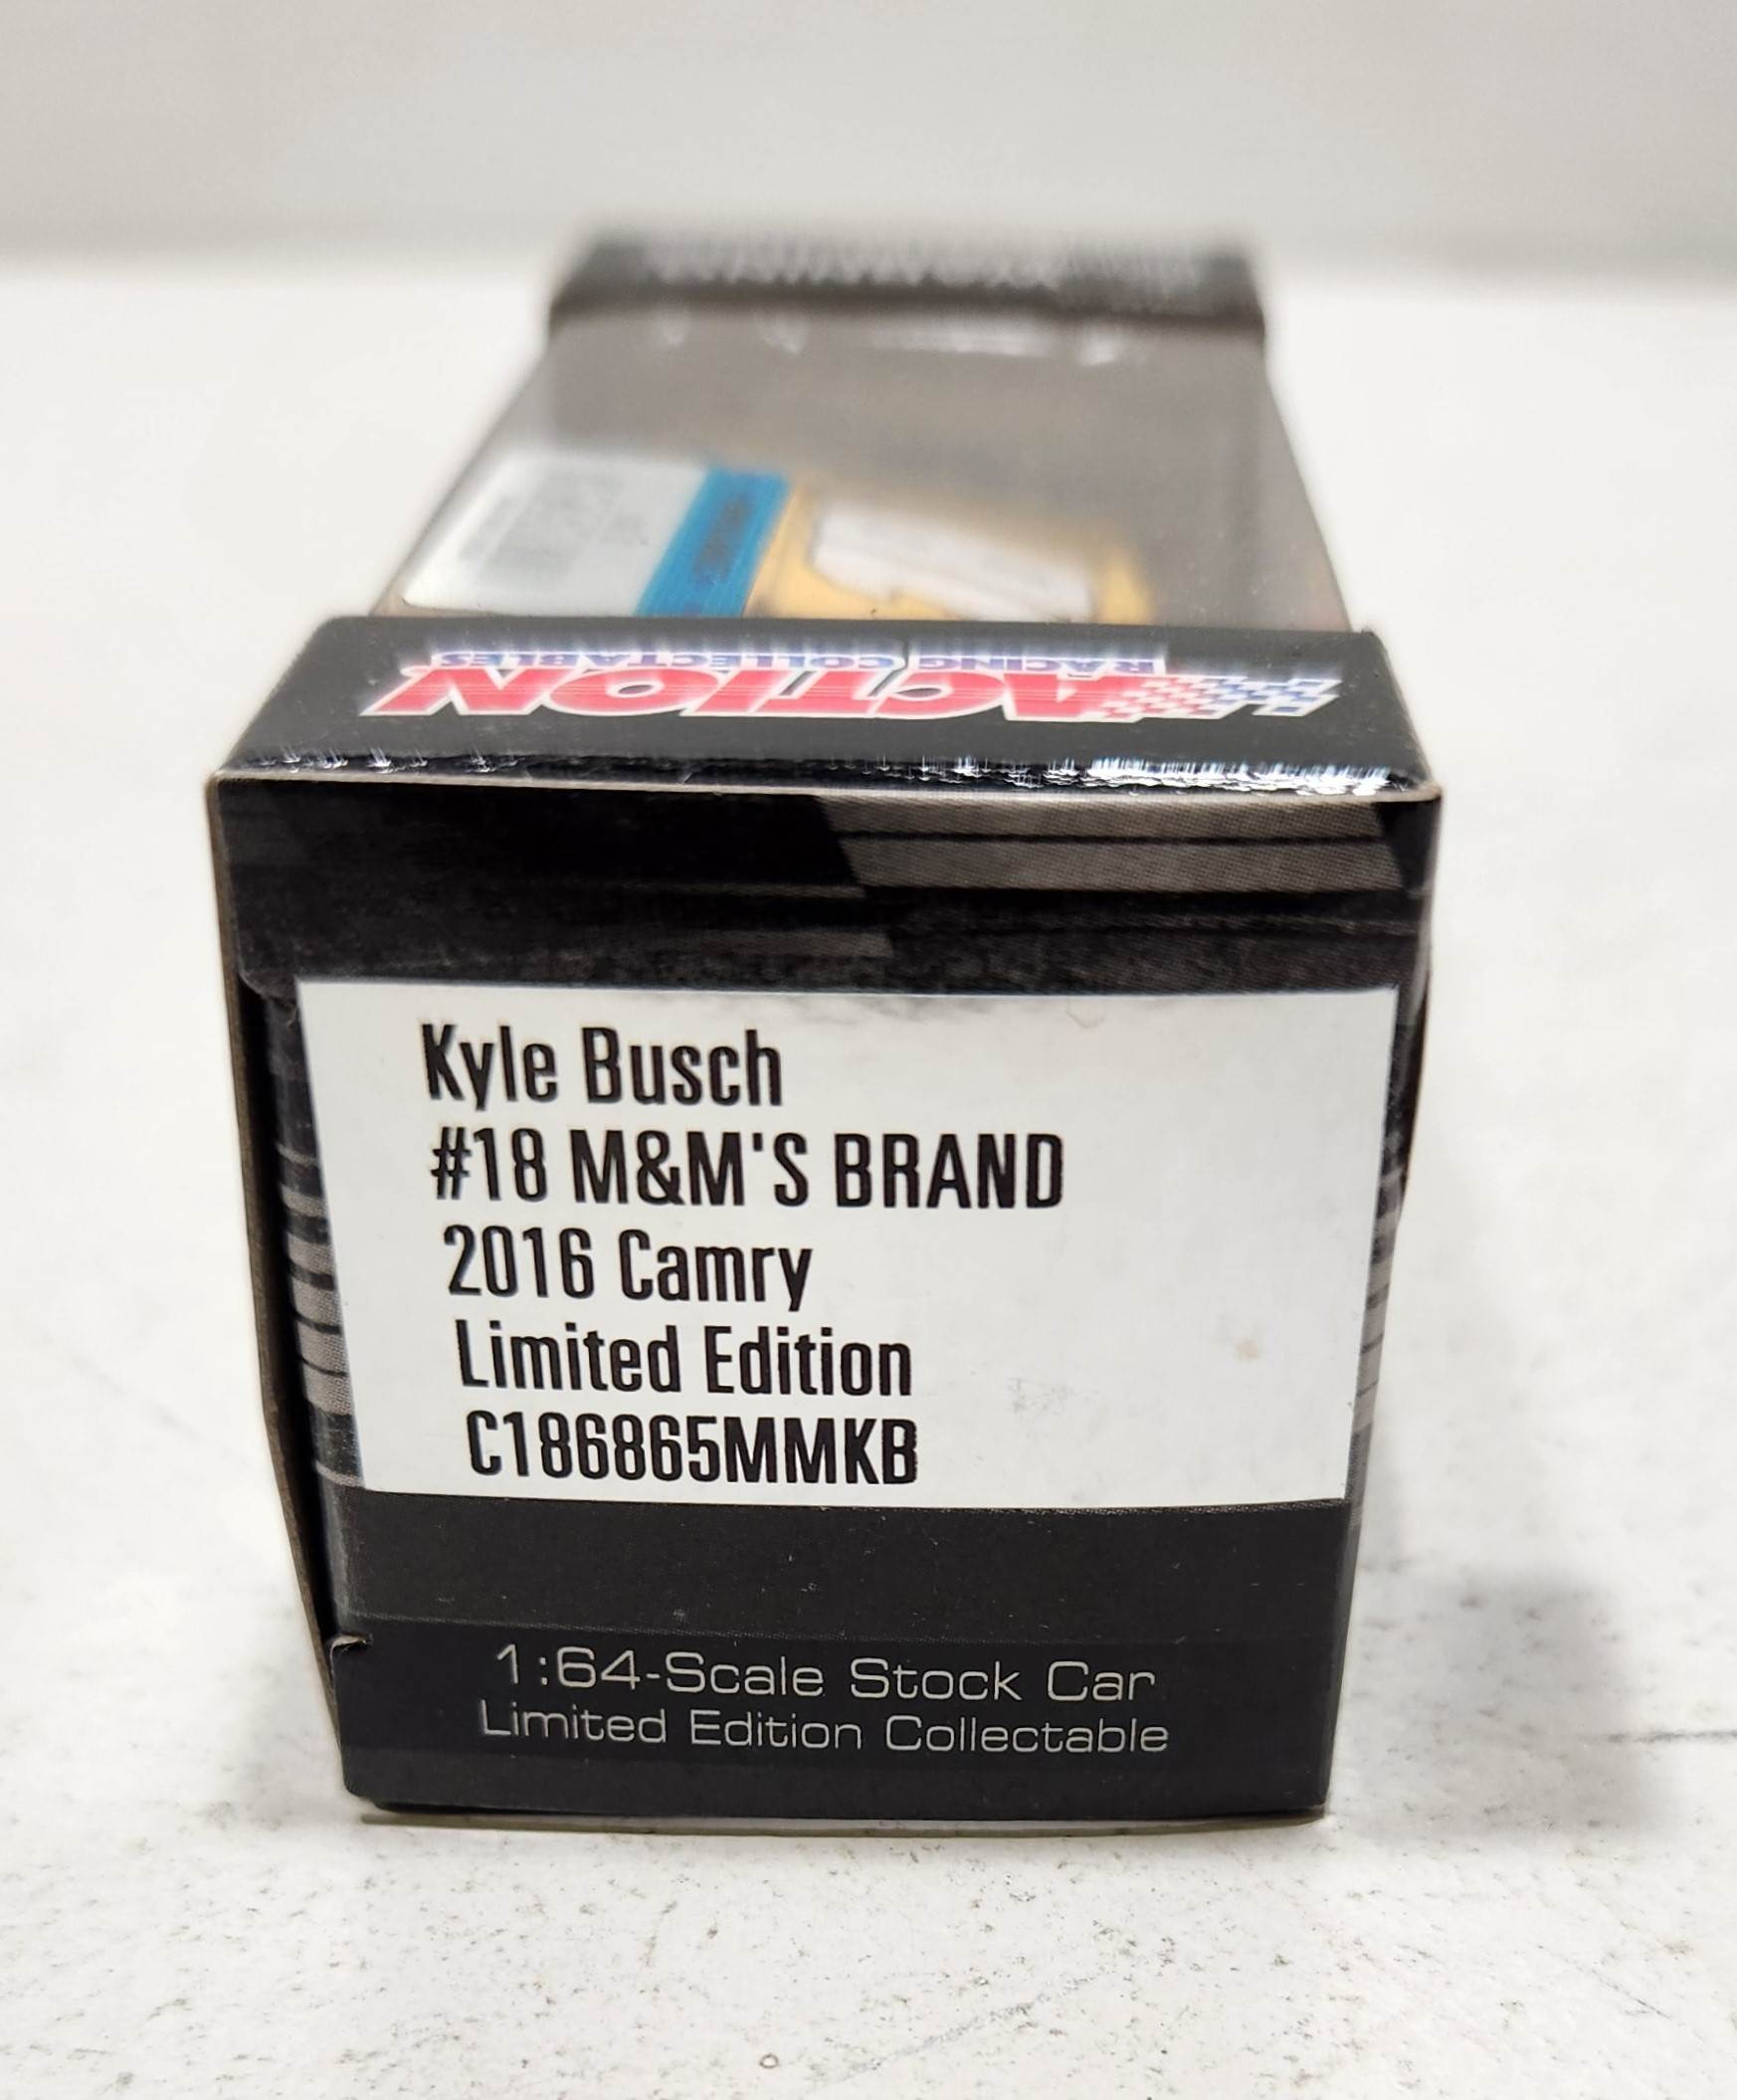 RACING COLLECTABLES
ACTION
Kyle Busch
#18 M&M'S BRAND
2016 Camry
Limited Edition
C186865MMKB
1:64-Scale Stock Car
Limited Edition Collectable